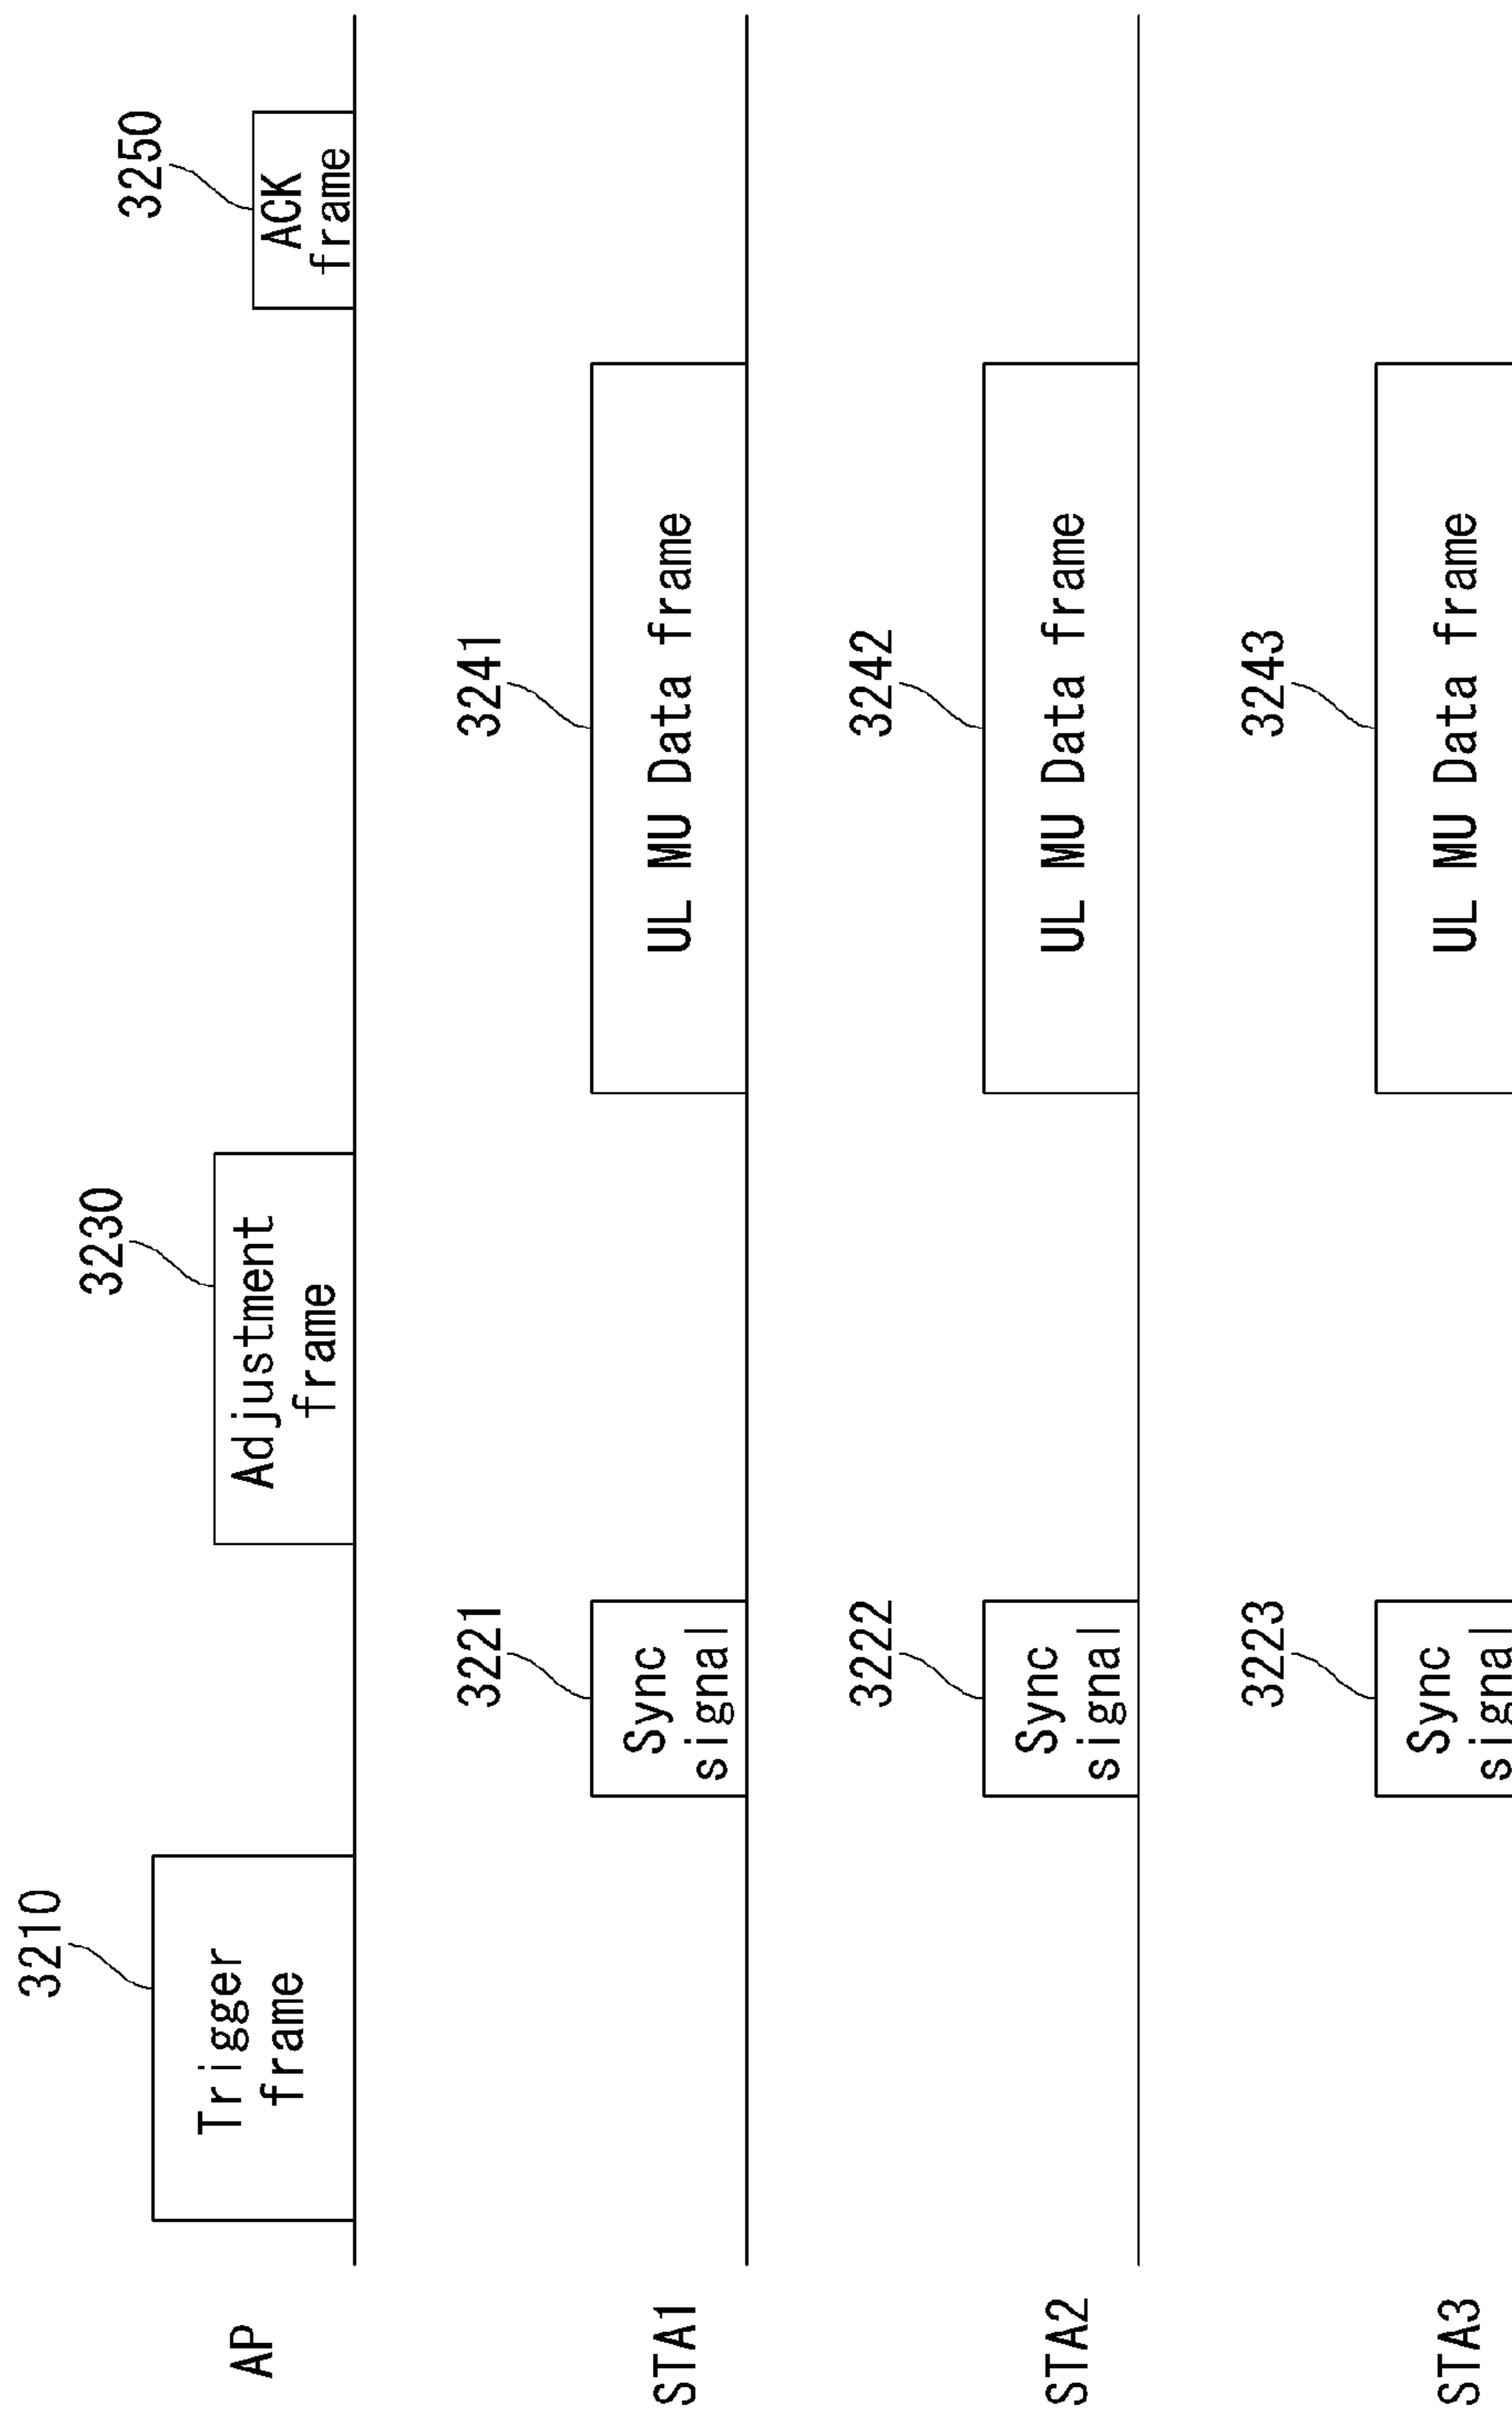 3210
3230
3250
AP
Trigger
frame
Adjustment
frame
ACK
frame
3221
3241
STA1
Sync
signal
UL MU Data frame
3222
3242
STA2
Sync
signal
UL MU Data frame
3223
3243
STA3
Sync
signal
UL MU Data frame